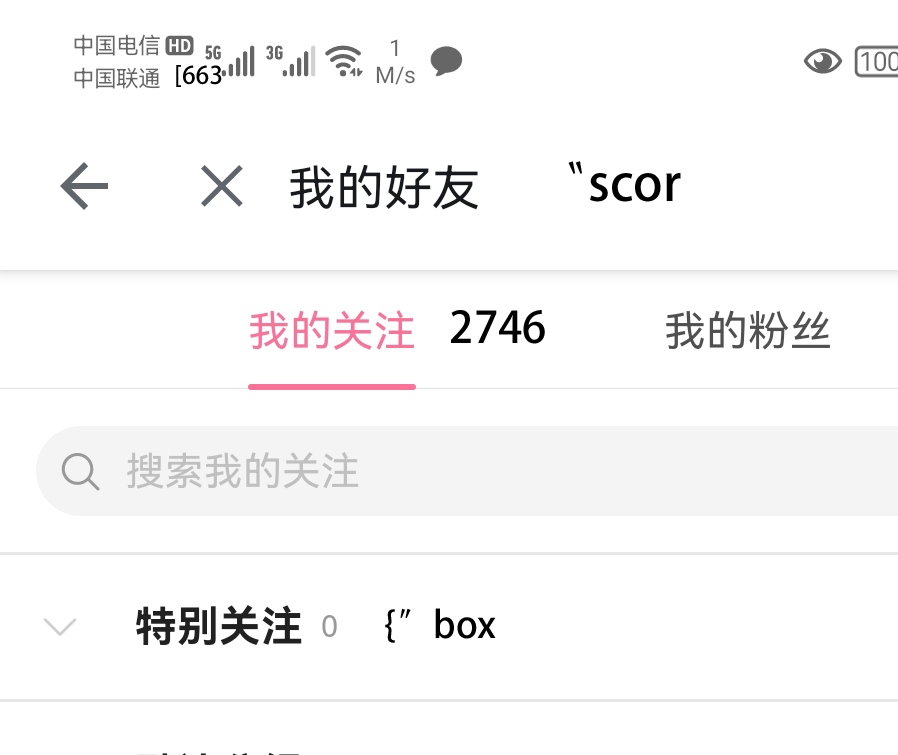 中国电信 HD 5G 3G 1
中国联通 [663 M/s 100
我的好友 〝scor
我的关注 2746 我的粉丝
搜索我的关注
特别关注 0 {″ box